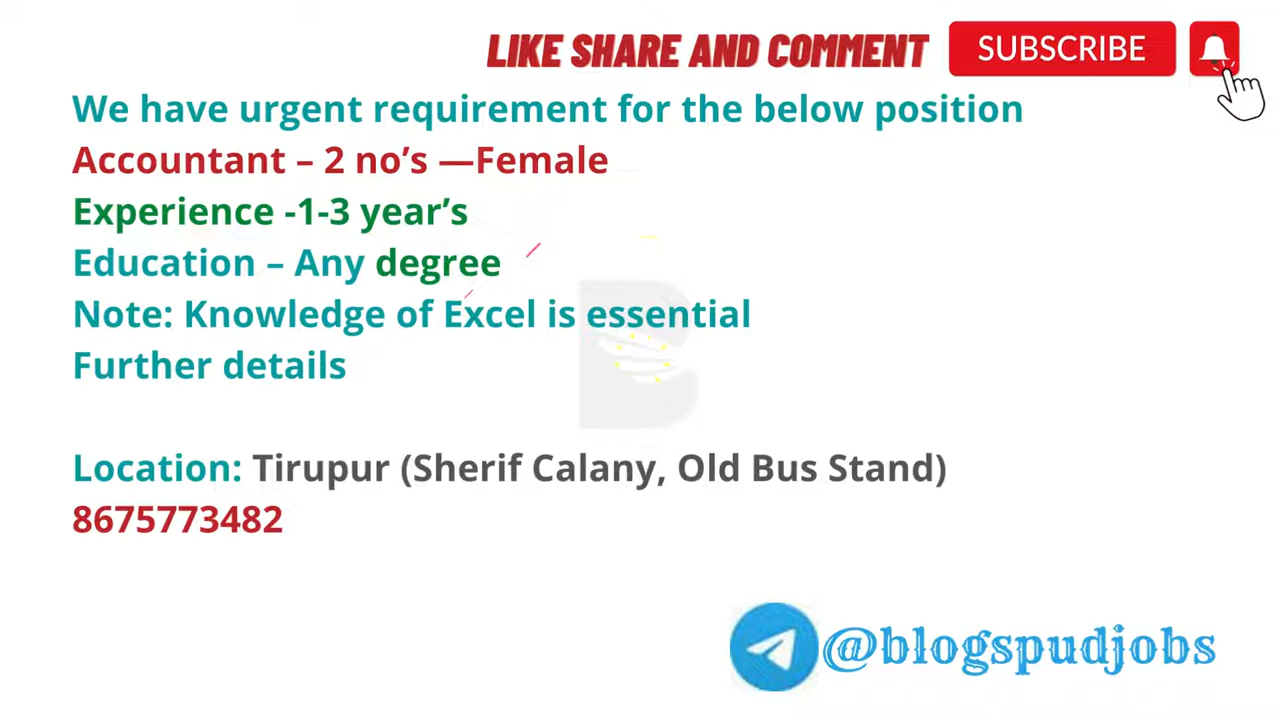 LIKE SHARE AND COMMENT SUBSCRIBE
We have urgent requirement for the below position
Accountant – 2 no’s —Female
Experience -1-3 year’s
Education – Any degree
Note: Knowledge of Excel is essential
Further details
Location: Tirupur (Sherif Calany, Old Bus Stand)
8675773482
@blogspudjobs